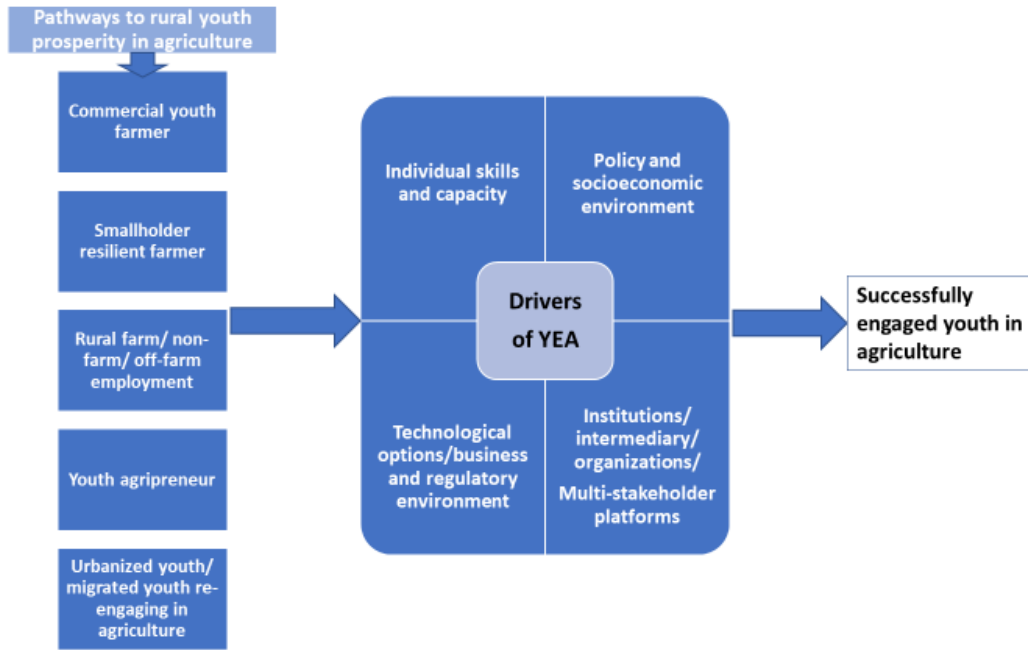 Pathways to rural youth
prosperity in agriculture
Commercial youth
farmer
Smallholder
resilient farmer
Rural farm/ non-
farm/ off-farm
employment
Youth agripreneur
Urbanized youth/
migrated youth re-
engaging in
agriculture
Individual skills
and capacity
Policy and
socioeconomic
environment
Drivers
of YEA
Technological
options/business
and regulatory
environment
Institutions/
intermediary/
organizations/
Multi-stakeholder
platforms
Successfully
engaged youth in
agriculture